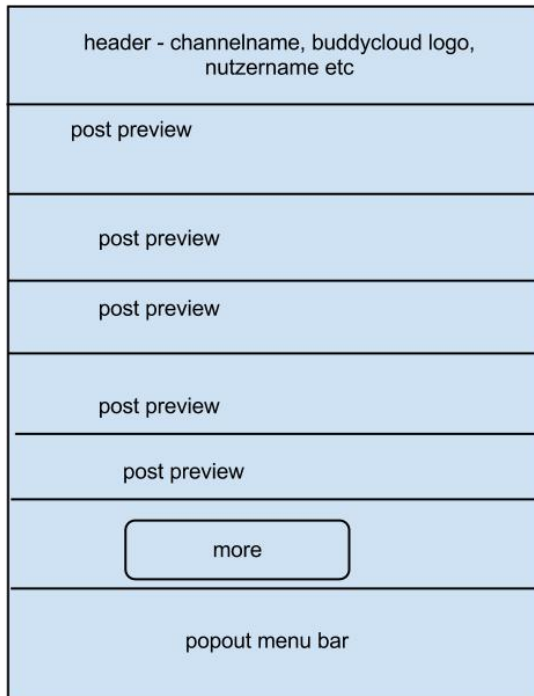 header - channelname, buddycloud logo,
nutzername etc
post preview
post preview
post preview
post preview
post preview
more
popout menu bar